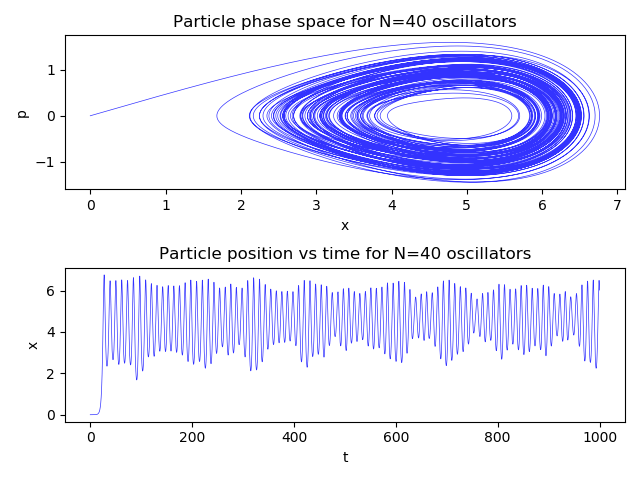 Particle phase space for N=40 oscillators
1
0
−1
p
0 1 2 3 4 5 6 7
x
Particle position vs time for N=40 oscillators
6
4
2
0
x
0 200 400 600 800 1000
t